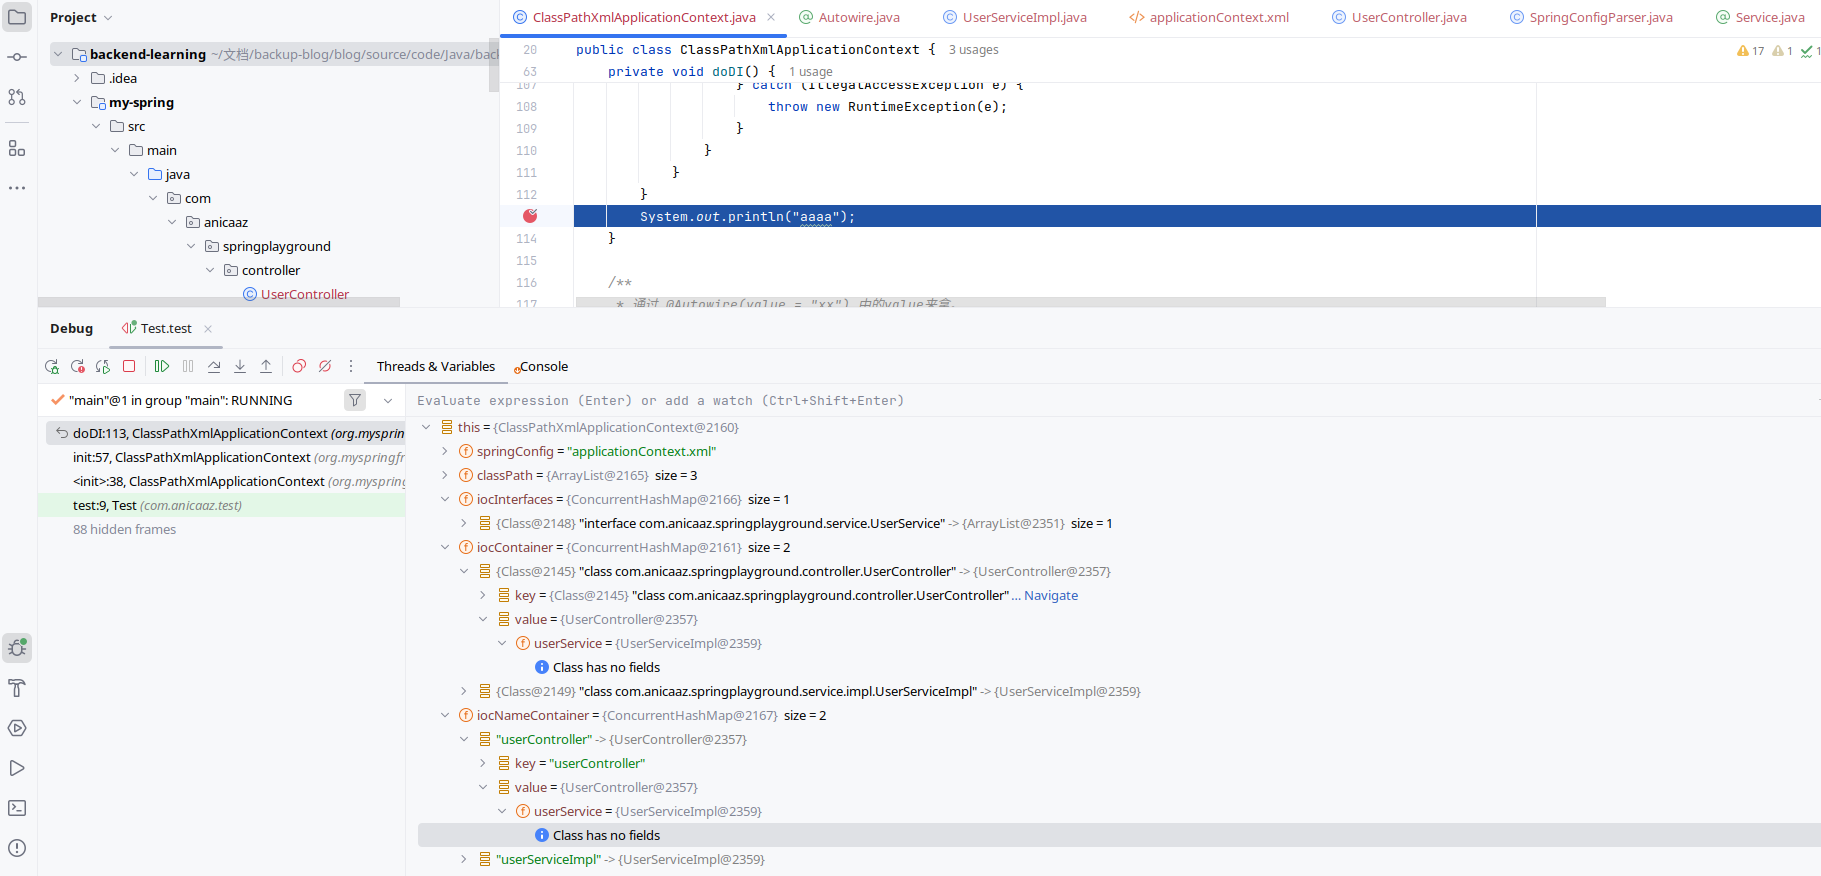 Project
backend-learning ~/文档/backup-blog/blog/source/code/Java/back
.idea
my-spring
src
main
java
com
anicaaz
springplayground
controller
UserController
ClassPathXmlApplicationContext.java
Autowire.java
UserServiceImpl.java
applicationContext.xml
UserController.java
SpringConfigParser.java
Service.java
20 public class ClassPathXmlApplicationContext { 3 usages
17 1 1
63 private void doDI() { 1 usage
107 } catch (IllegalAccessException e) {
108 throw new RuntimeException(e);
109 }
110 }
111 }
112 }
System.out.println("aaaa");
114 }
115
116 /**
117 * 通过 @Autowire(value = "xx") 中的value来拿.
Debug Test.test
Threads & Variables Console
"main"@1 in group "main": RUNNING
doDI:113, ClassPathXmlApplicationContext (org.mysprin
init:57, ClassPathXmlApplicationContext (org.myspringfr
<init>:38, ClassPathXmlApplicationContext (org.myspring
test:9, Test (com.anicaaz.test)
88 hidden frames
Evaluate expression (Enter) or add a watch (Ctrl+Shift+Enter)
this = {ClassPathXmlApplicationContext@2160}
springConfig = "applicationContext.xml"
classPath = {ArrayList@2165} size = 3
iocInterfaces = {ConcurrentHashMap@2166} size = 1
{Class@2148} "interface com.anicaaz.springplayground.service.UserService" -> {ArrayList@2351} size = 1
iocContainer = {ConcurrentHashMap@2161} size = 2
{Class@2145} "class com.anicaaz.springplayground.controller.UserController" -> {UserController@2357}
key = {Class@2145} "class com.anicaaz.springplayground.controller.UserController" ... Navigate
value = {UserController@2357}
userService = {UserServiceImpl@2359}
Class has no fields
{Class@2149} "class com.anicaaz.springplayground.service.impl.UserServiceImpl" -> {UserServiceImpl@2359}
iocNameContainer = {ConcurrentHashMap@2167} size = 2
"userController" -> {UserController@2357}
key = "userController"
value = {UserController@2357}
userService = {UserServiceImpl@2359}
Class has no fields
"userServiceImpl" -> {UserServiceImpl@2359}